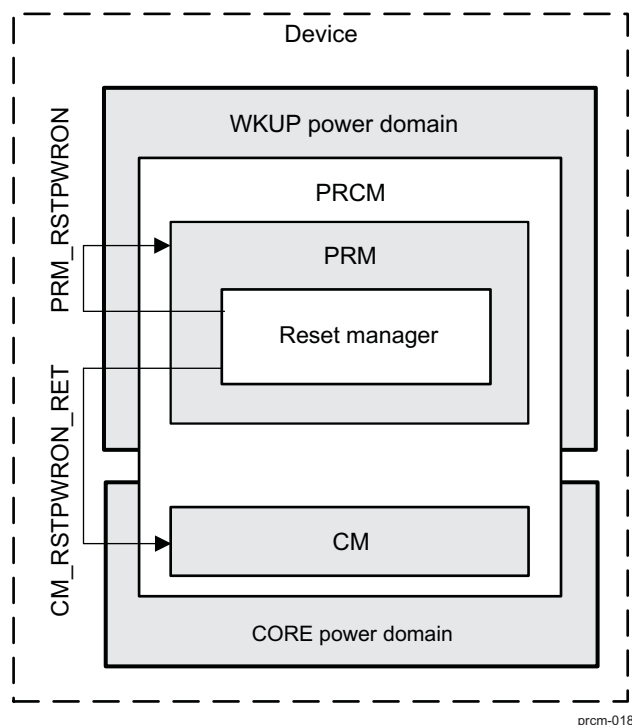 Device
WKUP power domain
PRM_RSTPWRON
PRCM
PRM
Reset manager
CM_RSTPWRON_RET
CM
CORE power domain
prcm-018